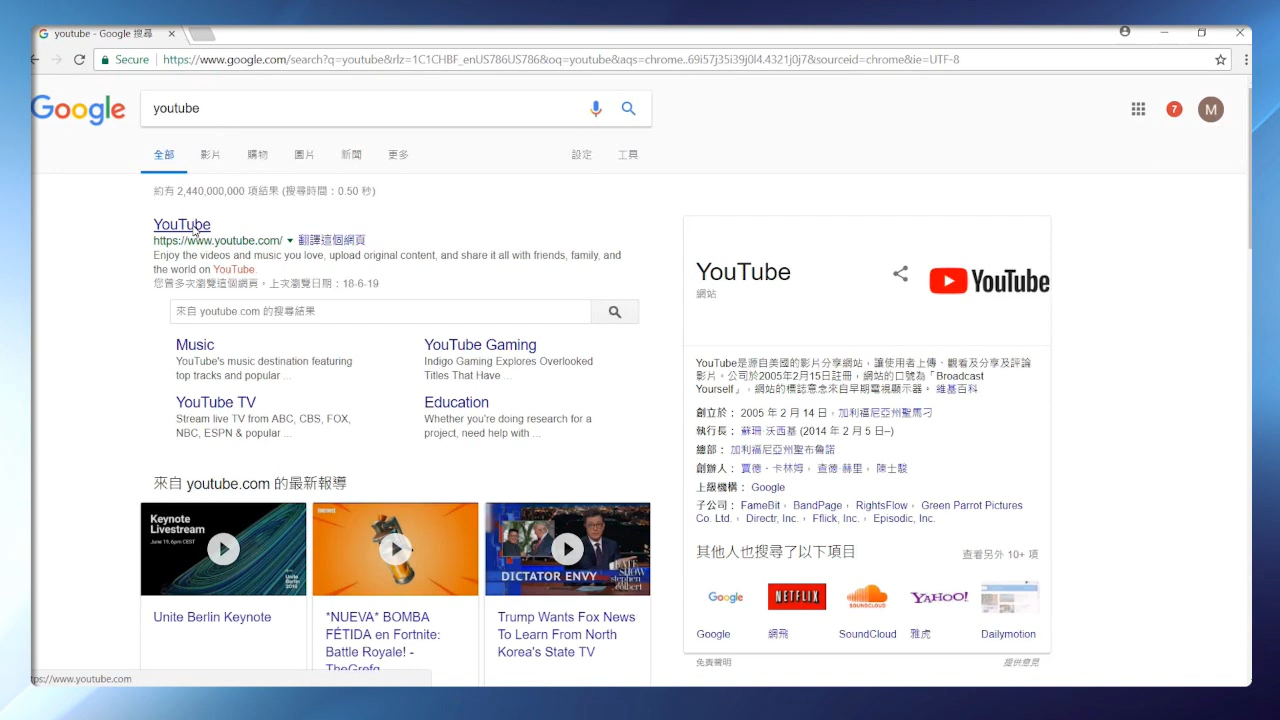 youtube - Google 搜尋
Secure https://www.google.com/search?q=youtube&rlz=1C1CHBF_enUS786US786&oq=youtube&aqs=chrome..69i57j35i39j0l4.4321j0j7&sourceid=chrome&ie=UTF-8
Google youtube 7 M
全部 影片 購物 圖片 新聞 更多 設定 工具
約有 2,440,000,000 項結果 (搜尋時間:0.50 秒)
YouTube
https://www.youtube.com/ 翻譯這個網頁
Enjoy the videos and music you love, upload original content, and share it all with friends, family, and
the world on YouTube.
您曾多次瀏覽這個網頁,上次瀏覽日期:18-6-19
來自 youtube.com 的搜尋結果
Music
YouTube's music destination featuring
top tracks and popular ...
YouTube Gaming
Indigo Gaming Explores Overlooked
Titles That Have ...
YouTube TV
Stream live TV from ABC, CBS, FOX,
NBC, ESPN & popular ...
Education
Whether you're doing research for a
project, need help with ...
來自 youtube.com 的最新報導
Keynote
Livestream
June 19, 6pm CEST
Unite
Berlin
2018
DICTATOR ENVY
LATE SHOW
stephen
colbert
Unite Berlin Keynote
*NUEVA* BOMBA
FÉTIDA en Fortnite:
Battle Royale! -
TheGrefg
Trump Wants Fox News
To Learn From North
Korea's State TV
YouTube
網站
YouTube
YouTube是源自美國的影片分享網站,讓使用者上傳、觀看及分享及評論
影片。公司於2005年2月15日註冊,網站的口號為「Broadcast
Yourself」,網站的標誌意念來自早期電視顯示器。 維基百科
創立於: 2005 年 2 月 14 日,加利福尼亞州聖馬刁
執行長: 蘇珊·沃西基 (2014 年 2 月 5 日–)
總部: 加利福尼亞州聖布魯諾
創辦人: 賈德·卡林姆,查德·赫里,陳士駿
上級機構: Google
子公司: FameBit, BandPage, RightsFlow, Green Parrot Pictures
Co. Ltd., Directr, Inc., Fflick, Inc., Episodic, Inc.
其他人也搜尋了以下項目 查看另外 10+ 項
Google NETFLIX SOUNDCLOUD YAHOO!
Google 網飛 SoundCloud 雅虎 Dailymotion
免責聲明 提供意見
tps://www.youtube.com